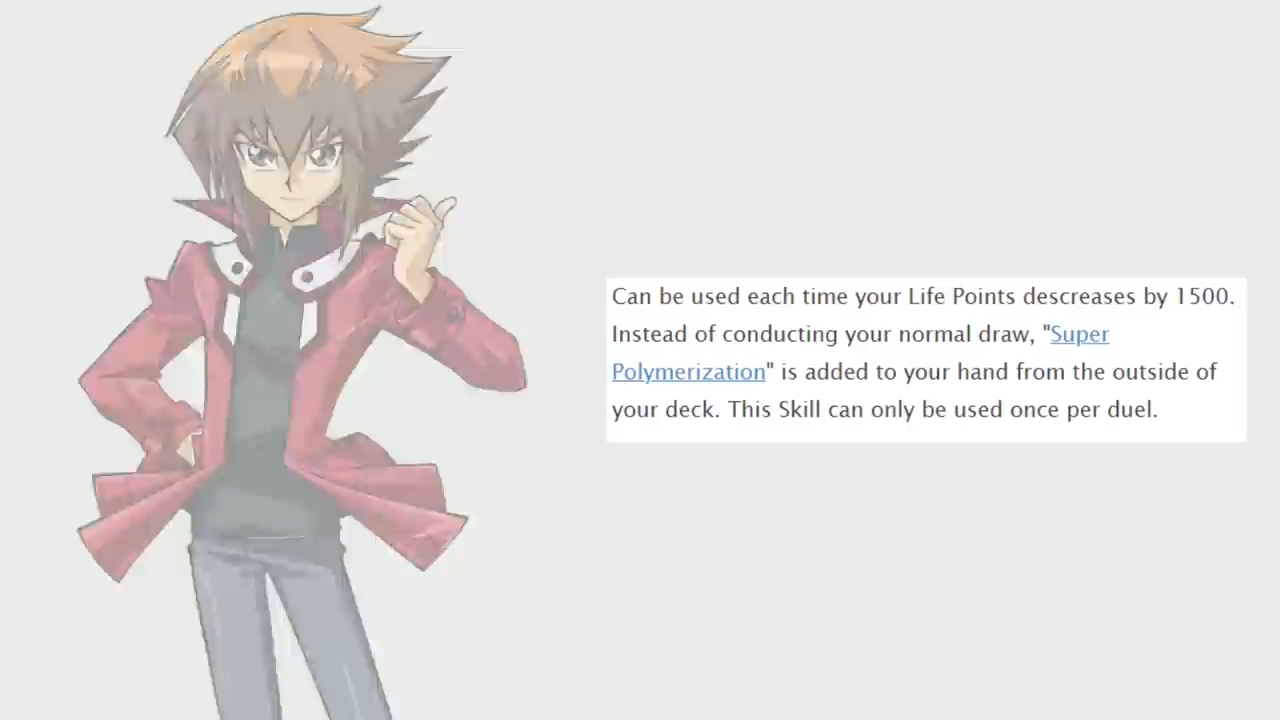 Can be used each time your Life Points descreases by 1500.
Instead of conducting your normal draw, "Super
Polymerization" is added to your hand from the outside of
your deck. This Skill can only be used once per duel.